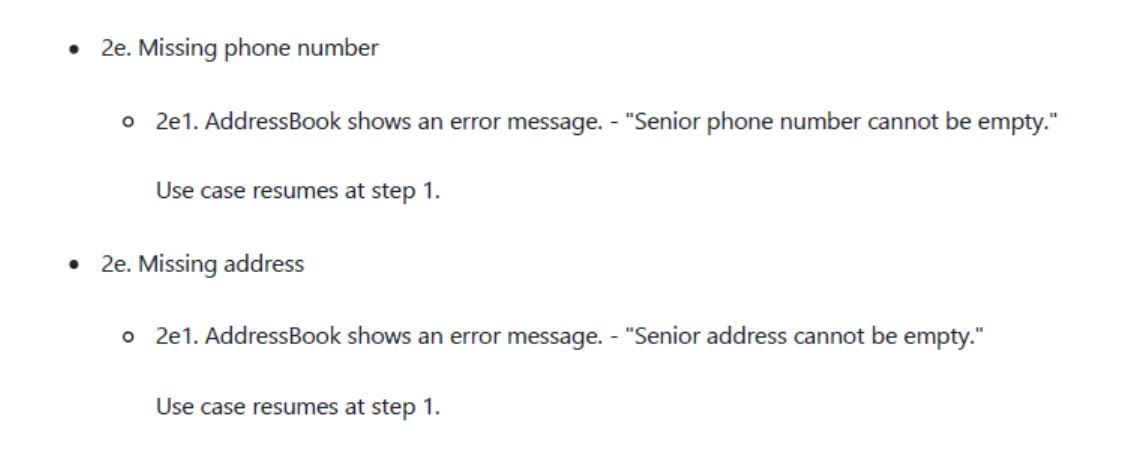 • 2e. Missing phone number
◦ 2e1. AddressBook shows an error message. - "Senior phone number cannot be empty."
Use case resumes at step 1.
• 2e. Missing address
◦ 2e1. AddressBook shows an error message. - "Senior address cannot be empty."
Use case resumes at step 1.